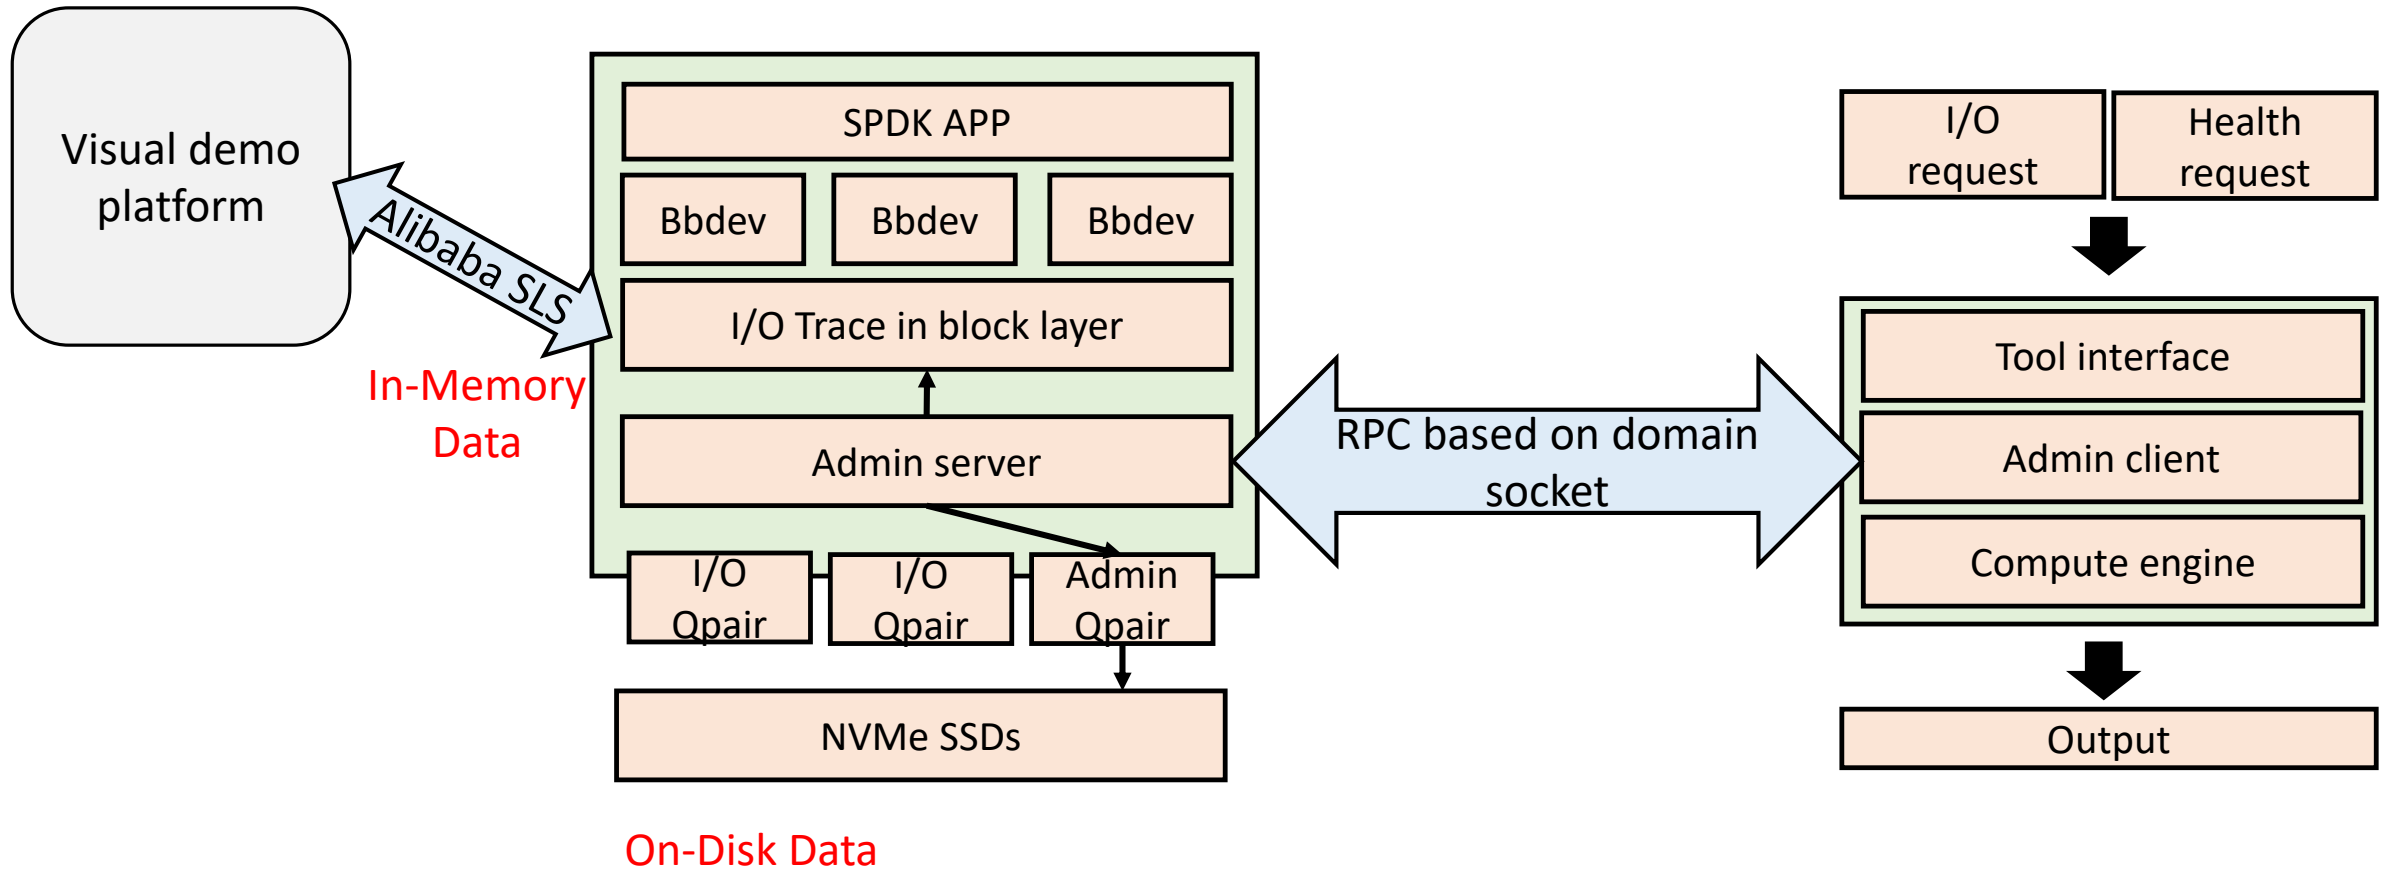 Visual demo
platform
Alibaba SLS
In-Memory
Data
SPDK APP
Bbdev
Bbdev
Bbdev
I/O Trace in block layer
Admin server
I/O
Qpair
I/O
Qpair
Admin
Qpair
NVMe SSDs
On-Disk Data
RPC based on domain
socket
I/O
request
Health
request
Tool interface
Admin client
Compute engine
Output